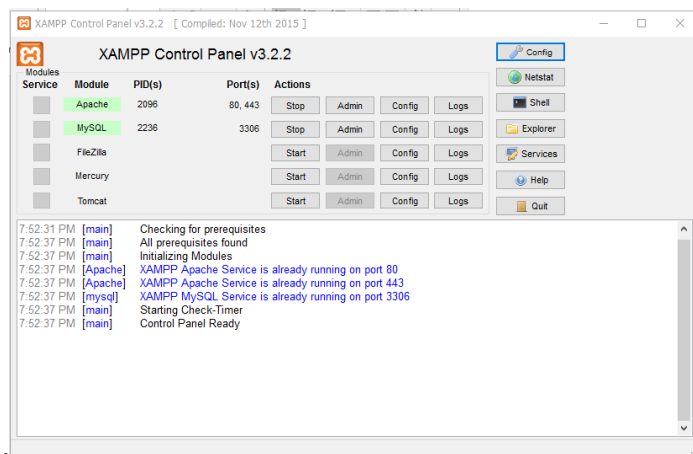 XAMPP Control Panel v3.2.2 [ Compiled: Nov 12th 2015 ]
XAMPP Control Panel v3.2.2
Config
Modules
Service Module PID(s) Port(s) Actions
Netstat
Apache 2096 80, 443 Stop Admin Config Logs
Shell
MySQL 2236 3306 Stop Admin Config Logs
Explorer
FileZilla Start Admin Config Logs
Services
Mercury Start Admin Config Logs
Help
Tomcat Start Admin Config Logs
Quit
7:52:31 PM [main] Checking for prerequisites
7:52:37 PM [main] All prerequisites found
7:52:37 PM [main] Initializing Modules
7:52:37 PM [Apache] XAMPP Apache Service is already running on port 80
7:52:37 PM [Apache] XAMPP Apache Service is already running on port 443
7:52:37 PM [mysql] XAMPP MySQL Service is already running on port 3306
7:52:37 PM [main] Starting Check-Timer
7:52:37 PM [main] Control Panel Ready